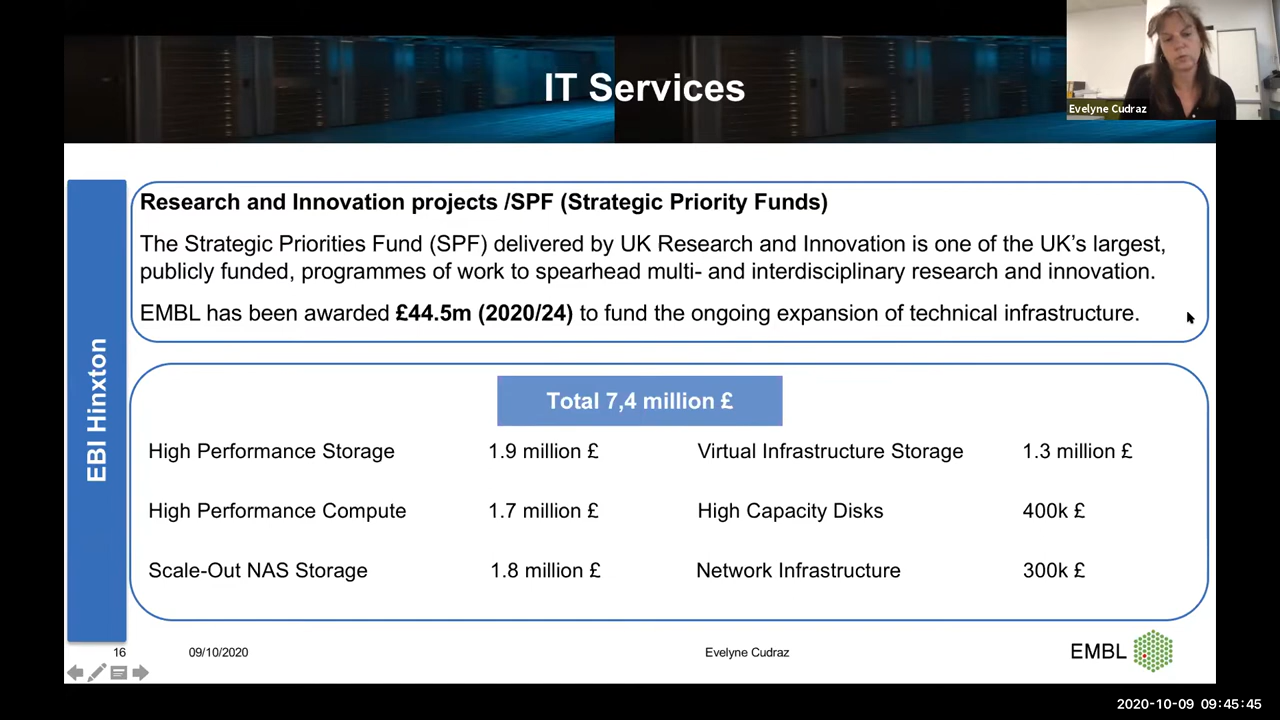 IT Services
Evelyne Cudraz
Research and Innovation projects /SPF (Strategic Priority Funds)
The Strategic Priorities Fund (SPF) delivered by UK Research and Innovation is one of the UK’s largest,
publicly funded, programmes of work to spearhead multi- and interdisciplinary research and innovation.
EMBL has been awarded £44.5m (2020/24) to fund the ongoing expansion of technical infrastructure.
EBI Hinxton
Total 7,4 million £
High Performance Storage 1.9 million £ Virtual Infrastructure Storage 1.3 million £
High Performance Compute 1.7 million £ High Capacity Disks 400k £
Scale-Out NAS Storage 1.8 million £ Network Infrastructure 300k £
16 09/10/2020 Evelyne Cudraz EMBL
2020-10-09 09:45:45